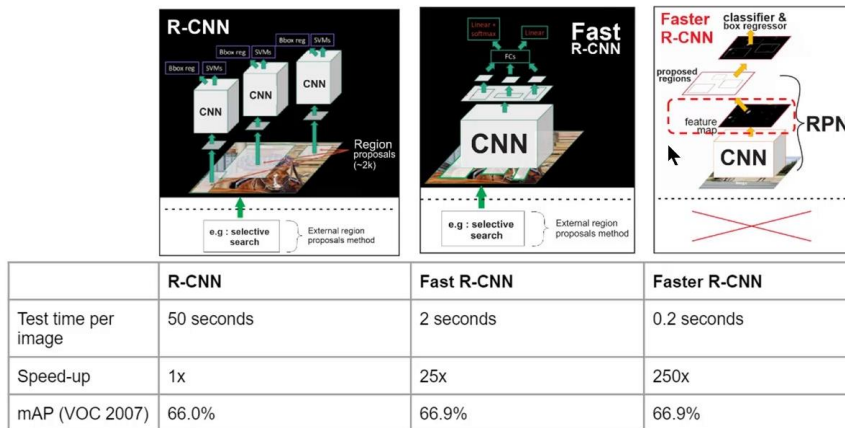 R-CNN
Bbox reg SVMs
Bbox reg SVMs
Bbox reg SVMs
CNN
CNN
CNN
Region
proposals
(~2k)
e.g : selective
search
External region
proposals method
Fast
R-CNN
Linear +
softmax
Linear
FCs
CNN
e.g : selective
search
External region
proposals method
Faster
R-CNN
classifier &
box regressor
proposed
regions
feature
map
RPN
CNN
R-CNN Fast R-CNN Faster R-CNN
Test time per
image
50 seconds 2 seconds 0.2 seconds
Speed-up 1x 25x 250x
mAP (VOC 2007) 66.0% 66.9% 66.9%